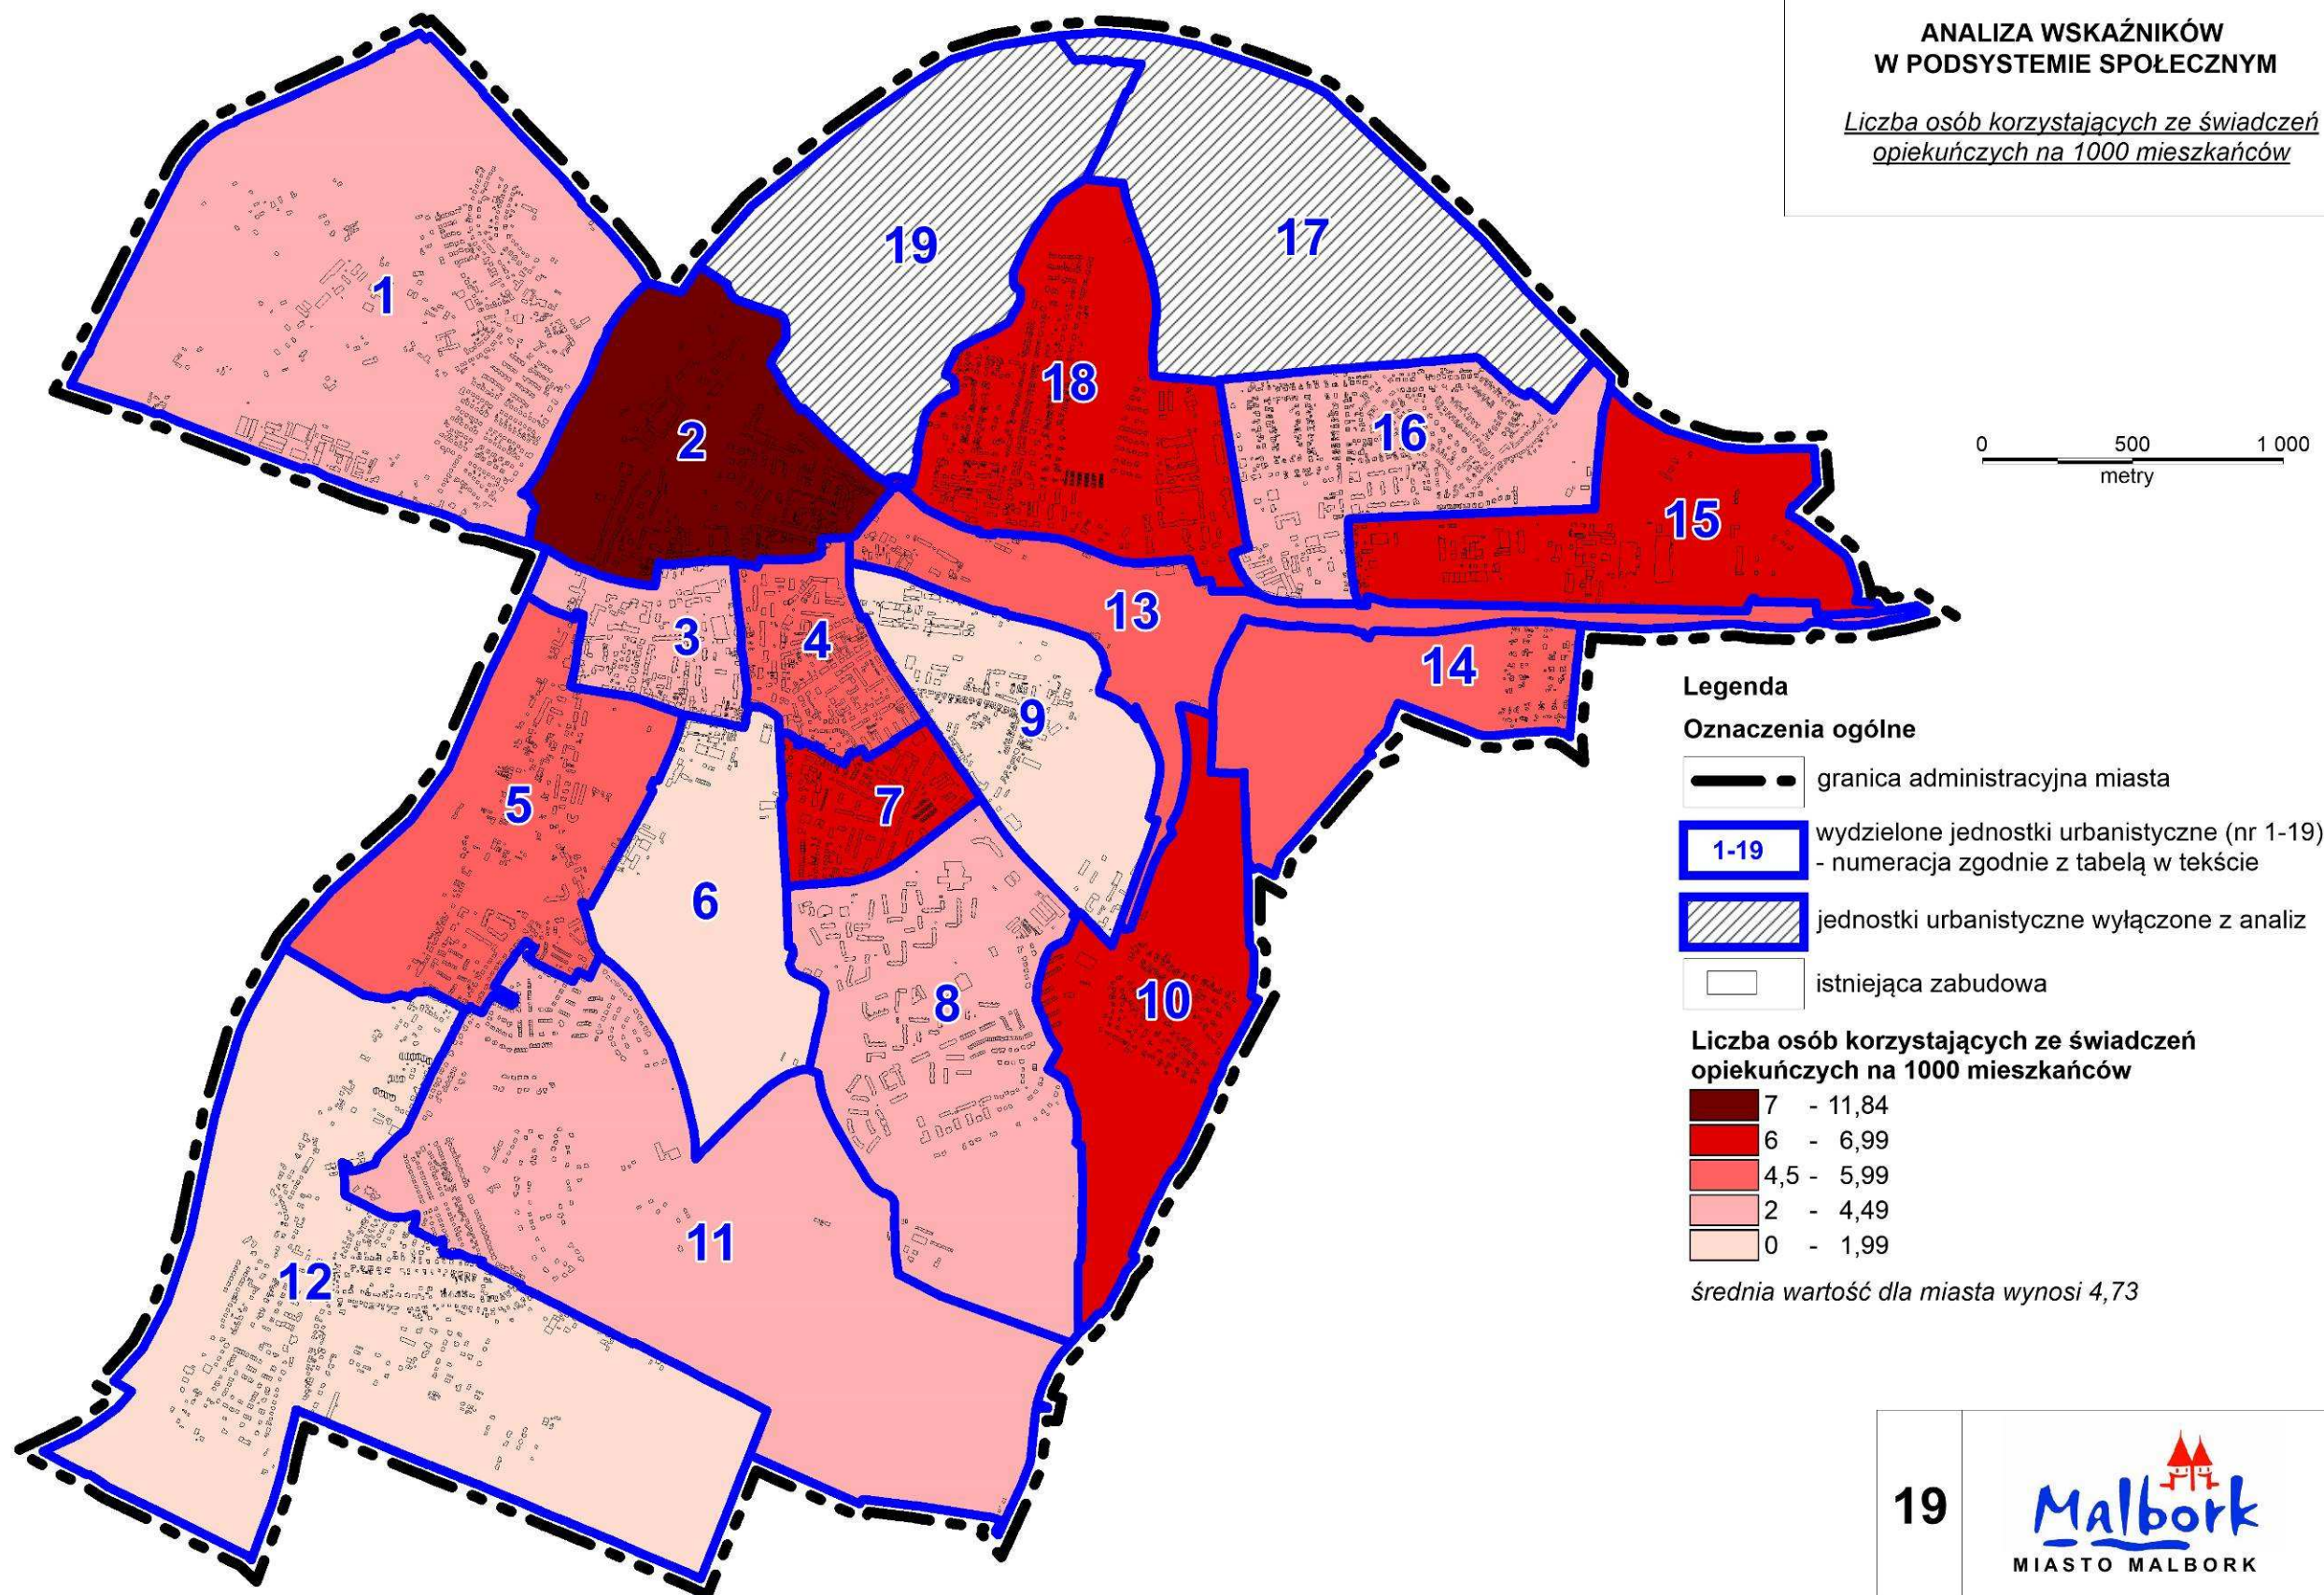 ANALIZA WSKAŹNIKÓW
W PODSYSTEMIE SPOŁECZNYM
Liczba osób korzystających ze świadczeń
opiekuńczych na 1000 mieszkańców
1
19
17
2
18
16
15
0 500 1 000
metry
3
4
13
14
9
5
7
6
8
10
11
12
Legenda
Oznaczenia ogólne
granica administracyjna miasta
1-19
wydzielone jednostki urbanistyczne (nr 1-19)
- numeracja zgodnie z tabelą w tekście
jednostki urbanistyczne wyłączone z analiz
istniejąca zabudowa
Liczba osób korzystających ze świadczeń
opiekuńczych na 1000 mieszkańców
7 - 11,84
6 - 6,99
4,5 - 5,99
2 - 4,49
0 - 1,99
średnia wartość dla miasta wynosi 4,73
19
Malbork
MIASTO MALBORK